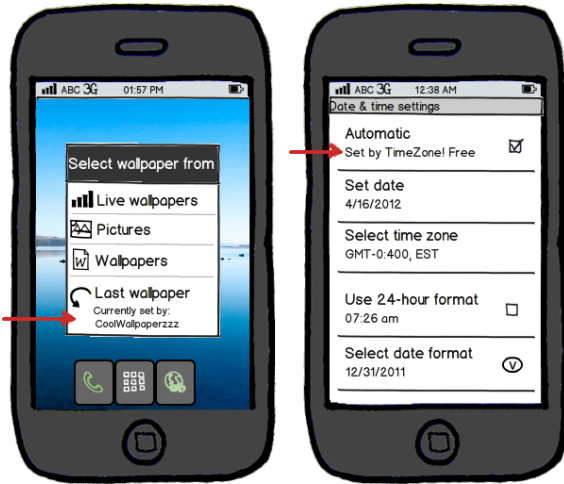 ABC 3G 01:57 PM
Select wallpaper from
Live wallpapers
Pictures
W Wallpapers
Last wallpaper
Currently set by:
CoolWallpaperzzz
ABC 3G 12:38 AM
Date & time settings
Automatic
Set by TimeZone! Free
Set date
4/16/2012
Select time zone
GMT-0:400, EST
Use 24-hour format
07:26 am
Select date format
12/31/2011
V